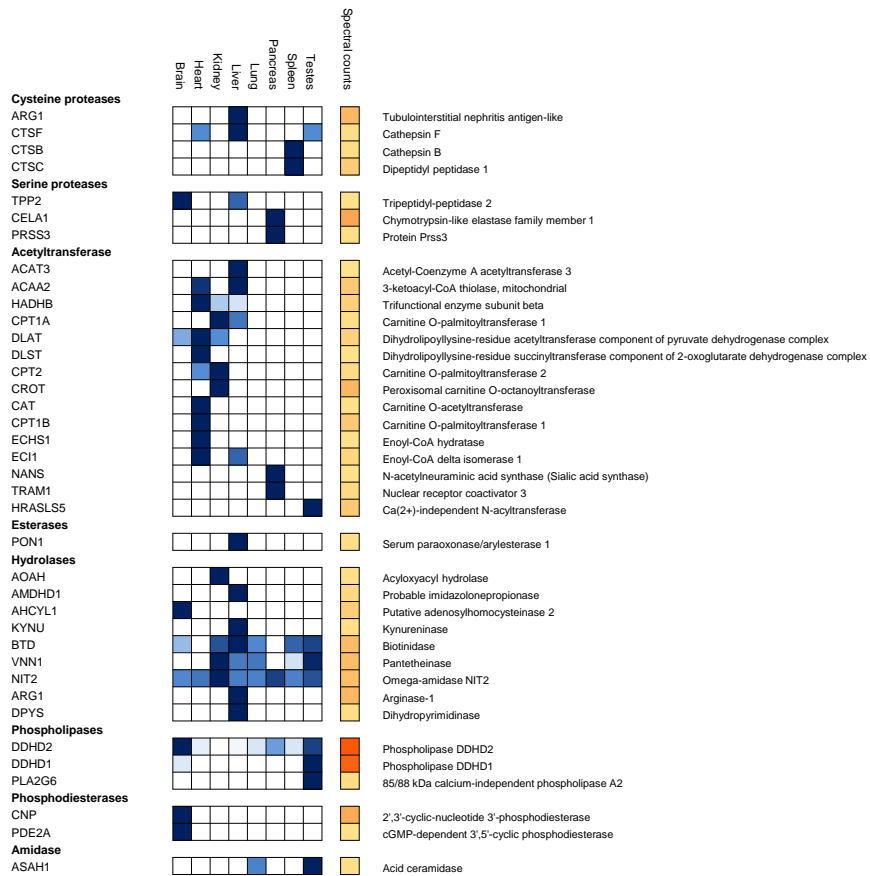 Brain Heart Kidney Liver Lung Pancreas Spleen Testes Spectral counts
Cysteine proteases
ARG1 Tubulointerstitial nephritis antigen-like
CTSF Cathepsin F
CTSB Cathepsin B
CTSC Dipeptidyl peptidase 1
Serine proteases
TPP2 Tripeptidyl-peptidase 2
CELA1 Chymotrypsin-like elastase family member 1
PRSS3 Protein Prss3
Acetyltransferase
ACAT3 Acetyl-Coenzyme A acetyltransferase 3
ACAA2 3-ketoacyl-CoA thiolase, mitochondrial
HADHB Trifunctional enzyme subunit beta
CPT1A Carnitine O-palmitoyltransferase 1
DLAT Dihydrolipoyllysine-residue acetyltransferase component of pyruvate dehydrogenase complex
DLST Dihydrolipoyllysine-residue succinyltransferase component of 2-oxoglutarate dehydrogenase complex
CPT2 Carnitine O-palmitoyltransferase 2
CROT Peroxisomal carnitine O-octanoyltransferase
CAT Carnitine O-acetyltransferase
CPT1B Carnitine O-palmitoyltransferase 1
ECHS1 Enoyl-CoA hydratase
ECI1 Enoyl-CoA delta isomerase 1
NANS N-acetylneuraminic acid synthase (Sialic acid synthase)
TRAM1 Nuclear receptor coactivator 3
HRASLS5 Ca(2+)-independent N-acyltransferase
Esterases
PON1 Serum paraoxonase/arylesterase 1
Hydrolases
AOAH Acyloxyacyl hydrolase
AMDHD1 Probable imidazolonepropionase
AHCYL1 Putative adenosylhomocysteinase 2
KYNU Kynureninase
BTD Biotinidase
VNN1 Pantetheinase
NIT2 Omega-amidase NIT2
ARG1 Arginase-1
DPYS Dihydropyrimidinase
Phospholipases
DDHD2 Phospholipase DDHD2
DDHD1 Phospholipase DDHD1
PLA2G6 85/88 kDa calcium-independent phospholipase A2
Phosphodiesterases
CNP 2',3'-cyclic-nucleotide 3'-phosphodiesterase
PDE2A cGMP-dependent 3',5'-cyclic phosphodiesterase
Amidase
ASAH1 Acid ceramidase